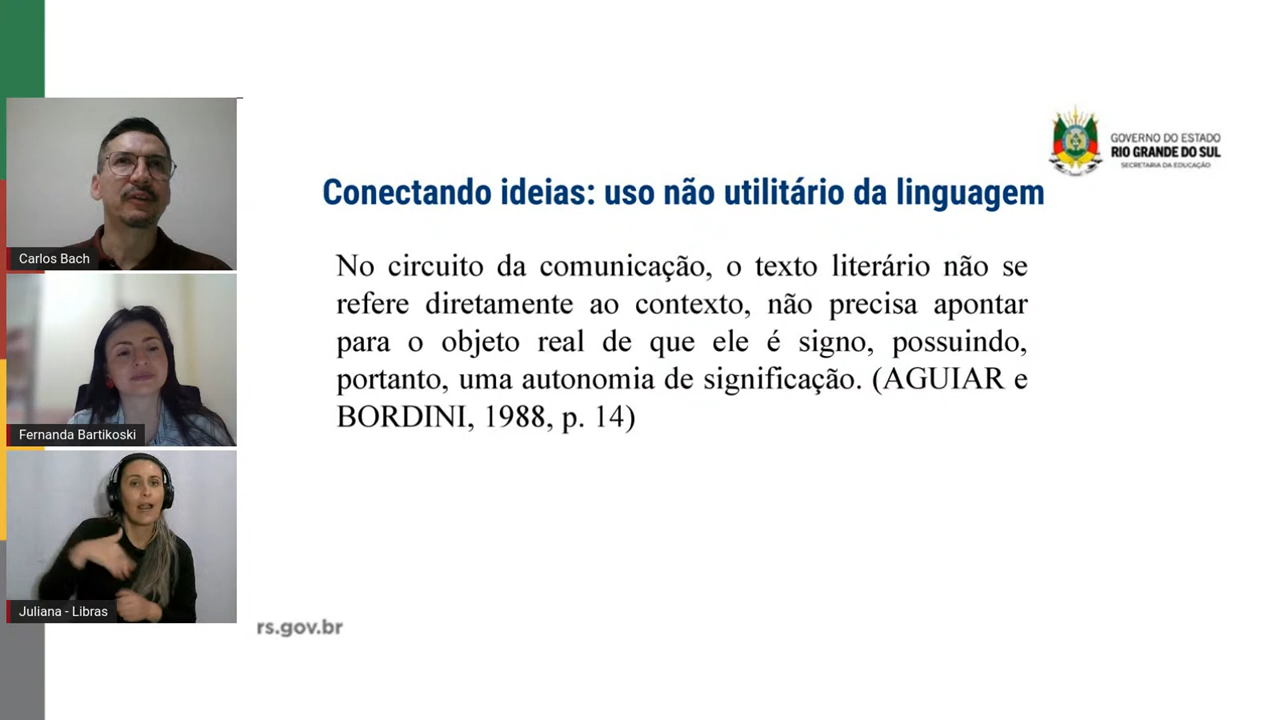 GOVERNO DO ESTADO
RIO GRANDE DO SUL
SECRETARIA DA EDUCAÇÃO
Conectando ideias: uso não utilitário da linguagem
No circuito da comunicação, o texto literário não se
refere diretamente ao contexto, não precisa apontar
para o objeto real de que ele é signo, possuindo,
portanto, uma autonomia de significação. (AGUIAR e
BORDINI, 1988, p. 14)
Carlos Bach
Fernanda Bartikoski
Juliana - Libras
rs.gov.br